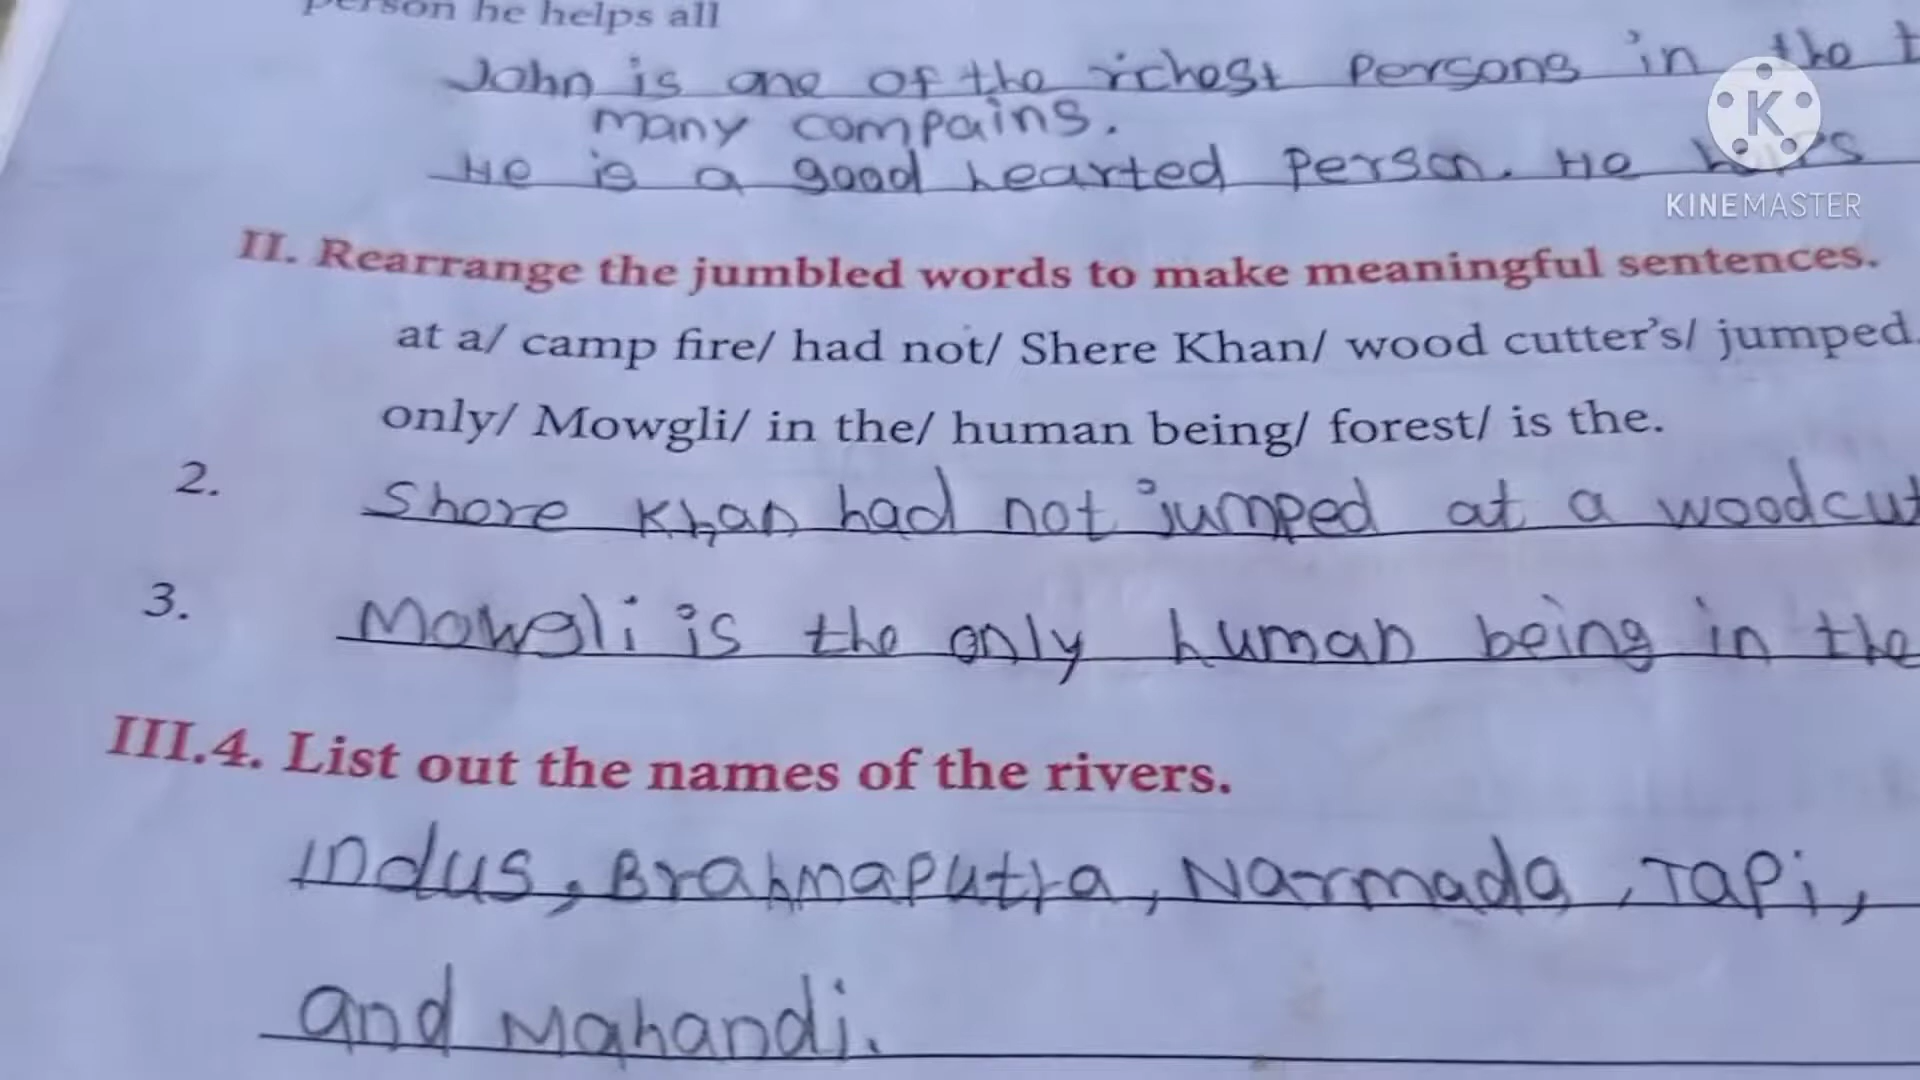 person he helps all
John is one of the richest Persons in the
many compains.
He is a good hearted Person. He helps
K
KINEMASTER
II. Rearrange the jumbled words to make meaningful sentences.
at a/ camp fire/ had not/ Shere Khan/ wood cutter's/ jumped.
only/ Mowgli/ in the/ human being/ forest/ is the.
2. Shere Khan had not jumped at a woodcut
3. Mowgli is the only human being in the
III.4. List out the names of the rivers.
Indus, Brahmaputra, Narmada, Tapi,
and Mahandi.